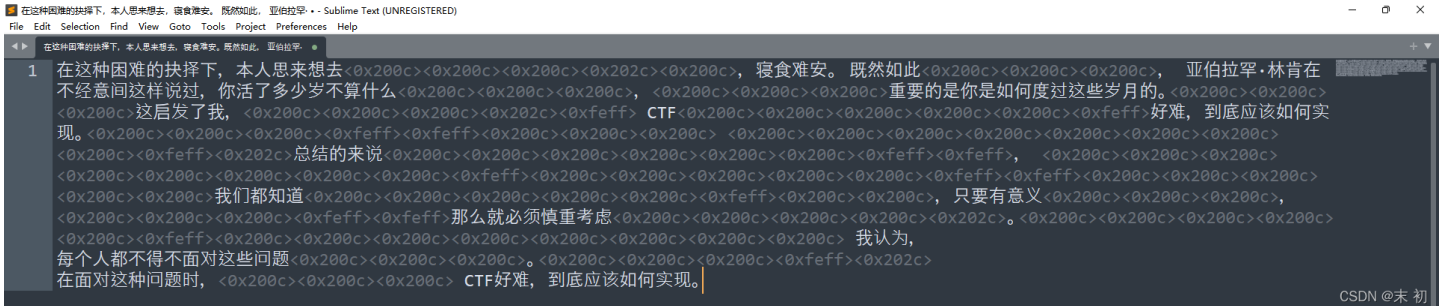 在这种困难的抉择下，本人思来想去，寝食难安。 既然如此， 亚伯拉罕· • - Sublime Text (UNREGISTERED)
File Edit Selection Find View Goto Tools Project Preferences Help
在这种困难的抉择下，本人思来想去，寝食难安。既然如此， 亚伯拉罕·
1 在这种困难的抉择下，本人思来想去<0x200c><0x200c><0x200c><0x202c><0x200c>，寝食难安。 既然如此<0x200c><0x200c><0x200c>， 亚伯拉罕·林肯在
不经意间这样说过，你活了多少岁不算什么<0x200c><0x200c><0x200c>，<0x200c><0x200c><0x200c>重要的是你是如何度过这些岁月的。<0x200c><0x200c>
<0x200c>这启发了我，<0x200c><0x200c><0x200c><0x202c><0xfeff> CTF<0x200c><0x200c><0x200c><0x200c><0x200c><0xfeff>好难，到底应该如何实
现。<0x200c><0x200c><0x200c><0xfeff><0xfeff><0x200c><0x200c><0x200c> <0x200c><0x200c><0x200c><0x200c><0x200c><0x200c><0x200c>
<0x200c><0xfeff><0x202c>总结的来说<0x200c><0x200c><0x200c><0x200c><0x200c><0x200c><0xfeff><0xfeff>， <0x200c><0x200c><0x200c>
<0x200c><0x200c><0x200c><0x200c><0x200c><0xfeff><0x200c><0x200c><0x200c><0x200c><0xfeff><0xfeff><0x200c><0x200c><0x200c><0x200c>
<0x200c><0x200c>我们都知道<0x200c><0x200c><0x200c><0x200c><0x200c><0xfeff><0x200c><0x200c>，只要有意义<0x200c><0x200c><0x200c>，
<0x200c><0x200c><0x200c><0xfeff><0xfeff>那么就必须慎重考虑<0x200c><0x200c><0x200c><0x200c><0x202c>。<0x200c><0x200c><0x200c><0x200c>
<0x200c><0xfeff><0x200c><0x200c><0x200c><0x200c><0x200c><0x200c><0x200c><0x200c> 我认为，
每个人都不得不面对这些问题<0x200c><0x200c><0x200c>。<0x200c><0x200c><0x200c><0xfeff><0x202c>
在面对这种问题时，<0x200c><0x200c><0x200c> CTF好难，到底应该如何实现。
CSDN @末 初